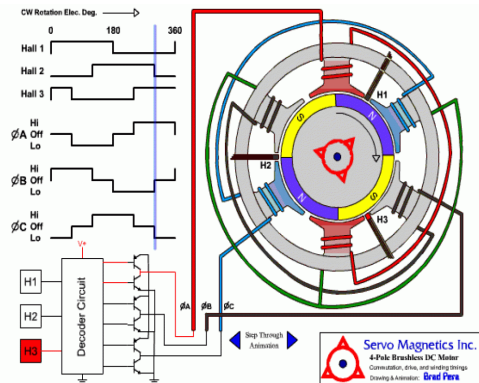 CW Rotation Elec. Deg.
0 180 360
Hall 1
Hall 2
Hall 3
Hi
ØA Off
Lo
Hi
ØB Off
Lo
Hi
ØC Off
Lo
V+
H1
H2
H3
Decoder Circuit
ØA
ØB
ØC
H1
H2
H3
S
N
S
N
Step Through
Animation
Servo Magnetics Inc.
4-Pole Brushless DC Motor
Commutation, drive, and winding timings
Drawing & Animation: Brad Pera